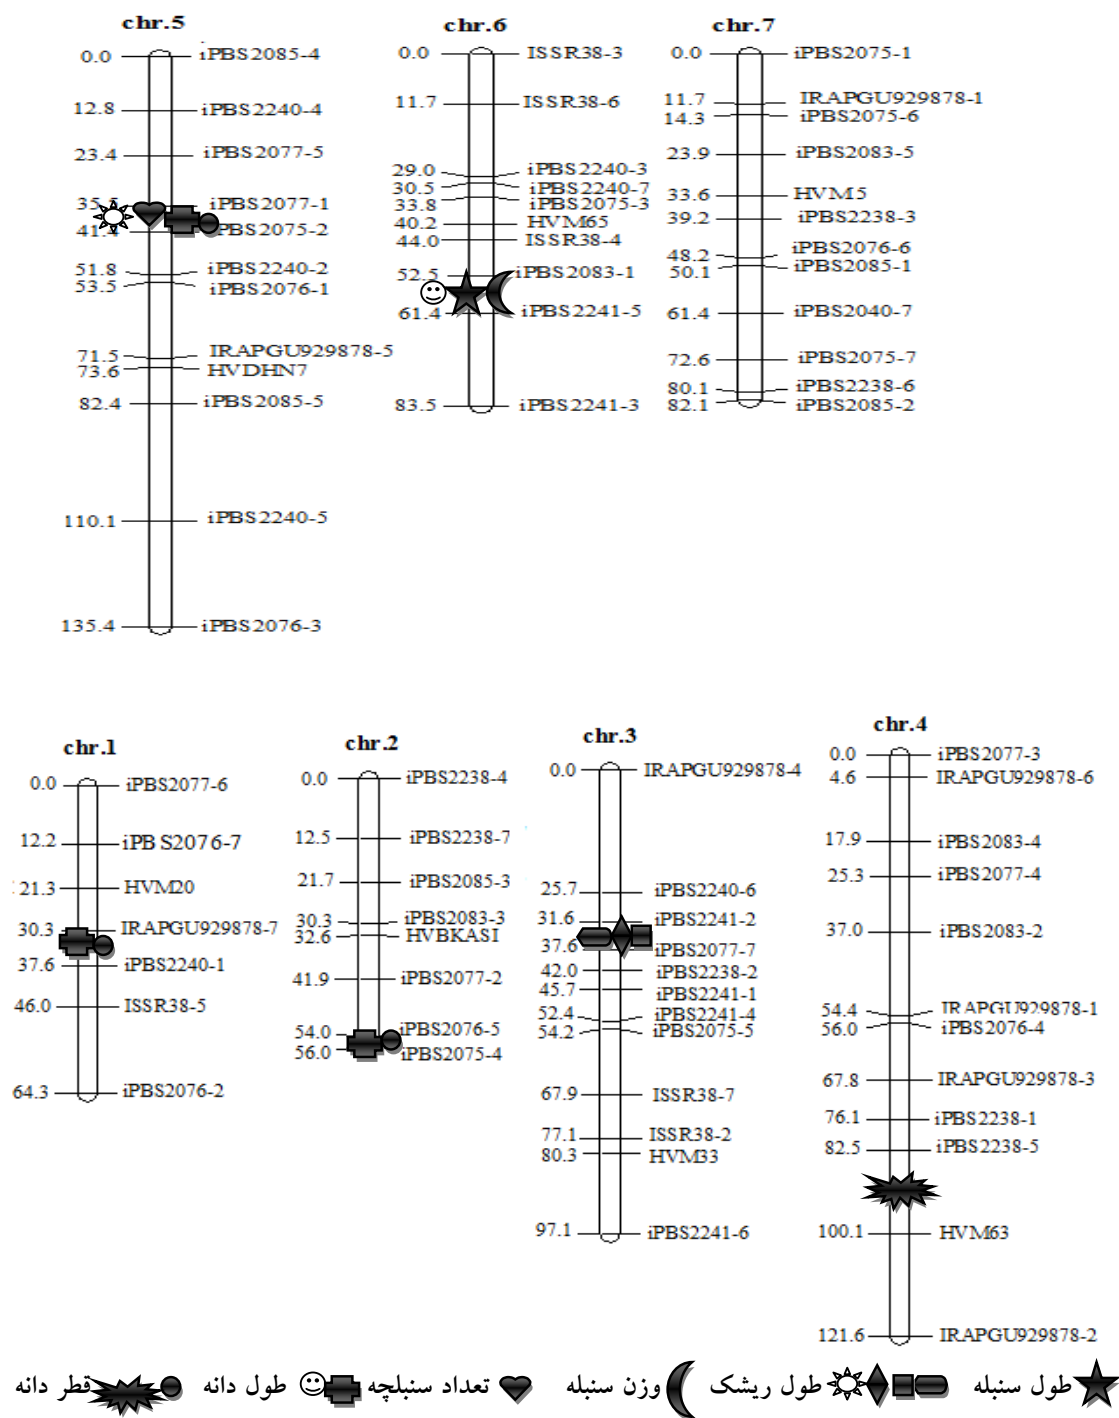 chr.5
0.0 iPBS2085-4
12.8 iPBS2240-4
23.4 iPBS2077-5
iPBS2077-1
41.4 iPBS2075-2
51.8 iPBS2240-2
53.5 iPBS2076-1
71.5 IRAPGU929878-5
73.6 HVDHN7
82.4 iPBS2085-5
110.1 iPBS2240-5
135.4 iPBS2076-3
chr.6
0.0 ISSR38-3
11.7 ISSR38-6
29.0 iPBS2240-3
30.5 iPBS2240-7
33.8 iPBS2075-3
40.2 HVM65
44.0 ISSR38-4
52.5 iPBS2083-1
61.4 iPBS2241-5
83.5 iPBS2241-3
chr.7
0.0 iPBS2075-1
11.7 IRAPGU929878-1
14.3 iPBS2075-6
23.9 iPBS2083-5
33.6 HVM5
39.2 iPBS2238-3
48.2 iPBS2076-6
50.1 iPBS2085-1
61.4 iPBS2040-7
72.6 iPBS2075-7
80.1 iPBS2238-6
82.1 iPBS2085-2
chr.1
0.0 iPBS2077-6
12.2 iPBS2076-7
21.3 HVM20
30.3 IRAPGU929878-7
37.6 iPBS2240-1
46.0 ISSR38-5
64.3 iPBS2076-2
chr.2
0.0 iPBS2238-4
12.5 iPBS2238-7
21.7 iPBS2085-3
30.3 iPBS2083-3
32.6 HVBKASI
41.9 iPBS2077-2
54.0 iPBS2076-5
56.0 iPBS2075-4
chr.3
0.0 IRAPGU929878-4
25.7 iPBS2240-6
31.6 iPBS2241-2
37.6 iPBS2077-7
42.0 iPBS2238-2
45.7 iPBS2241-1
52.4 iPBS2241-4
54.2 iPBS2075-5
67.9 ISSR38-7
77.1 ISSR38-2
80.3 HVM33
97.1 iPBS2241-6
chr.4
0.0 iPBS2077-3
4.6 IRAPGU929878-6
17.9 iPBS2083-4
25.3 iPBS2077-4
37.0 iPBS2083-2
54.4 IRAPGU929878-1
56.0 iPBS2076-4
67.8 IRAPGU929878-3
76.1 iPBS2238-1
82.5 iPBS2238-5
100.1 HVM63
121.6 IRAPGU929878-2
طول سنبله طول ریشک وزن سنبله تعداد سنبلچه طول دانه قطر دانه